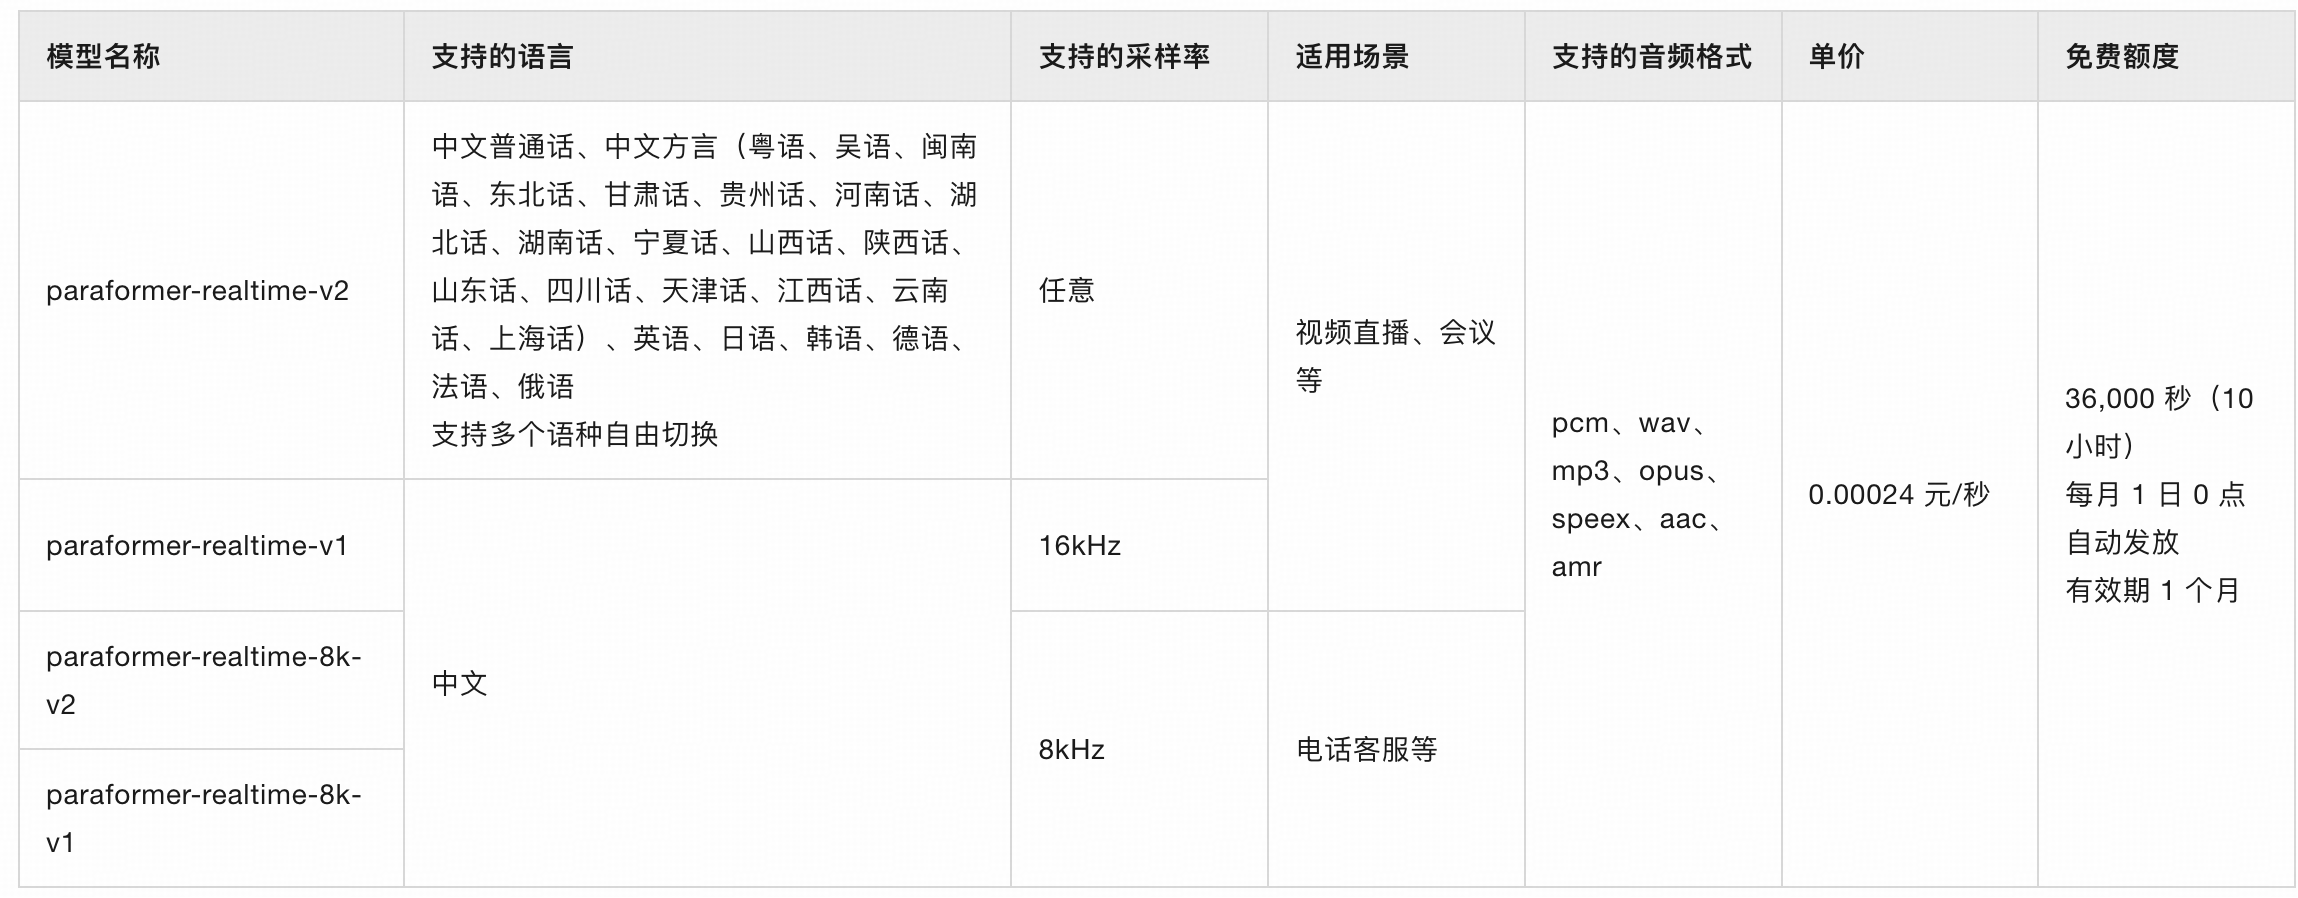 模型名称
支持的语言
支持的采样率
适用场景
支持的音频格式
单价
免费额度
paraformer-realtime-v2
中文普通话、中文方言（粤语、吴语、闽南
语、东北话、甘肃话、贵州话、河南话、湖
北话、湖南话、宁夏话、山西话、陕西话、
山东话、四川话、天津话、江西话、云南
话、上海话）、英语、日语、韩语、德语、
法语、俄语
支持多个语种自由切换
任意
视频直播、会议
等
pcm、wav、
mp3、opus、
speex、aac、
amr
0.00024 元/秒
36,000 秒（10
小时）
每月 1 日 0 点
自动发放
有效期 1 个月
paraformer-realtime-v1
中文
16kHz
paraformer-realtime-8k-
v2
8kHz
电话客服等
paraformer-realtime-8k-
v1